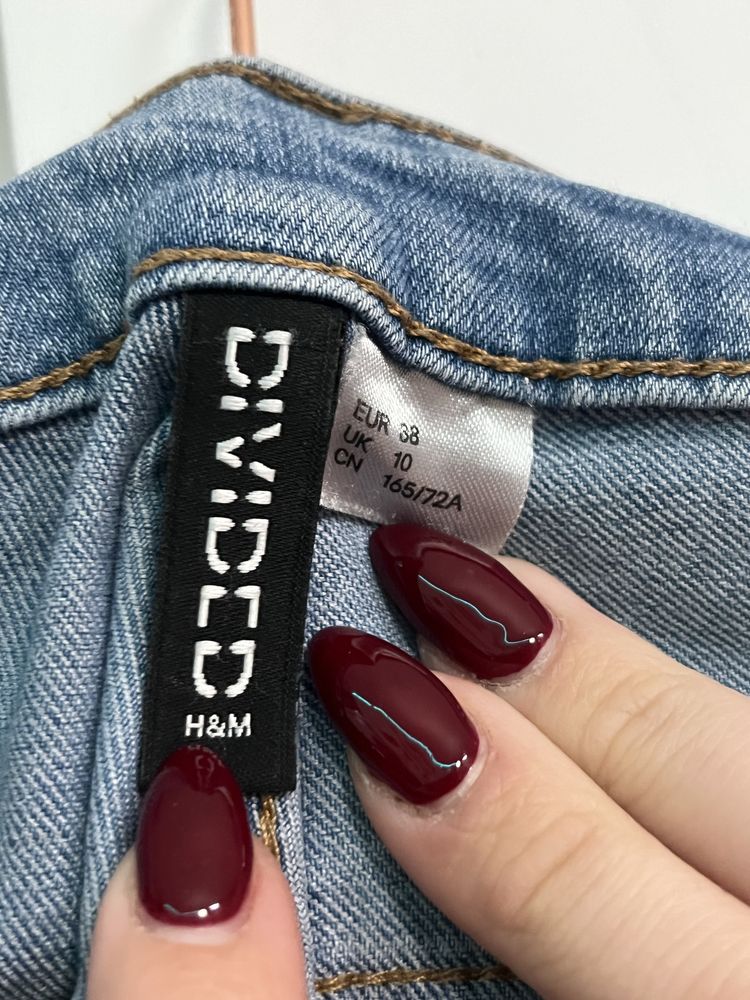 DIVIDED
H&M
EUR 38
UK 10
CN 165/72A